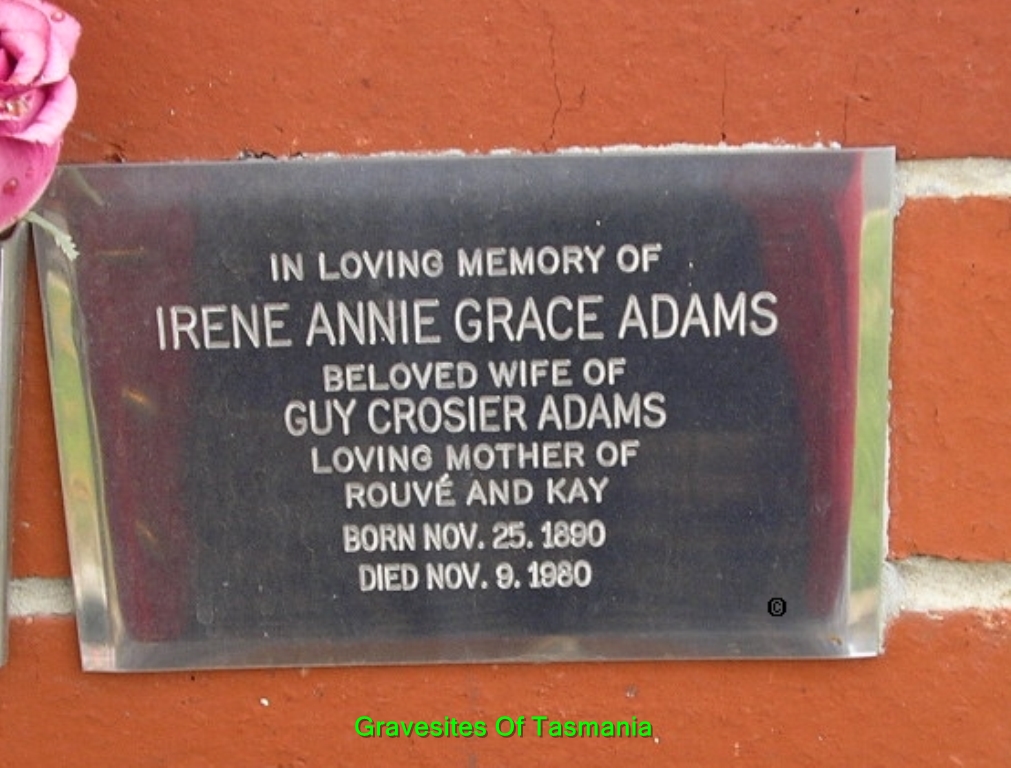 IN LOVING MEMORY OF
IRENE ANNIE GRACE ADAMS
BELOVED WIFE OF
GUY CROSIER ADAMS
LOVING MOTHER OF
ROUVÉ AND KAY
BORN NOV. 25. 1890
DIED NOV. 9. 1980
©
Gravesites Of Tasmania